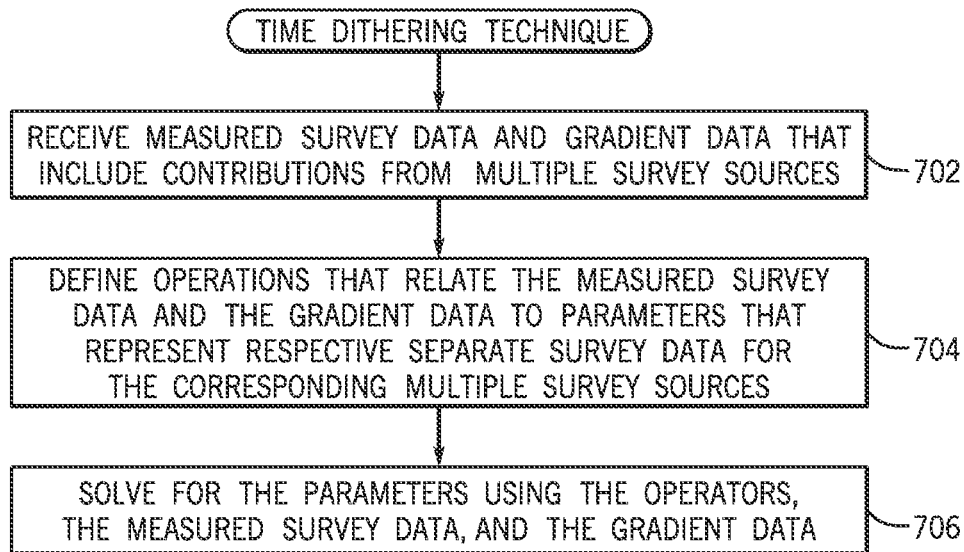 TIME DITHERING TECHNIQUE
RECEIVE MEASURED SURVEY DATA AND GRADIENT DATA THAT
INCLUDE CONTRIBUTIONS FROM MULTIPLE SURVEY SOURCES
702
DEFINE OPERATIONS THAT RELATE THE MEASURED SURVEY
DATA AND THE GRADIENT DATA TO PARAMETERS THAT
REPRESENT RESPECTIVE SEPARATE SURVEY DATA FOR
THE CORRESPONDING MULTIPLE SURVEY SOURCES
704
SOLVE FOR THE PARAMETERS USING THE OPERATORS,
THE MEASURED SURVEY DATA, AND THE GRADIENT DATA
706